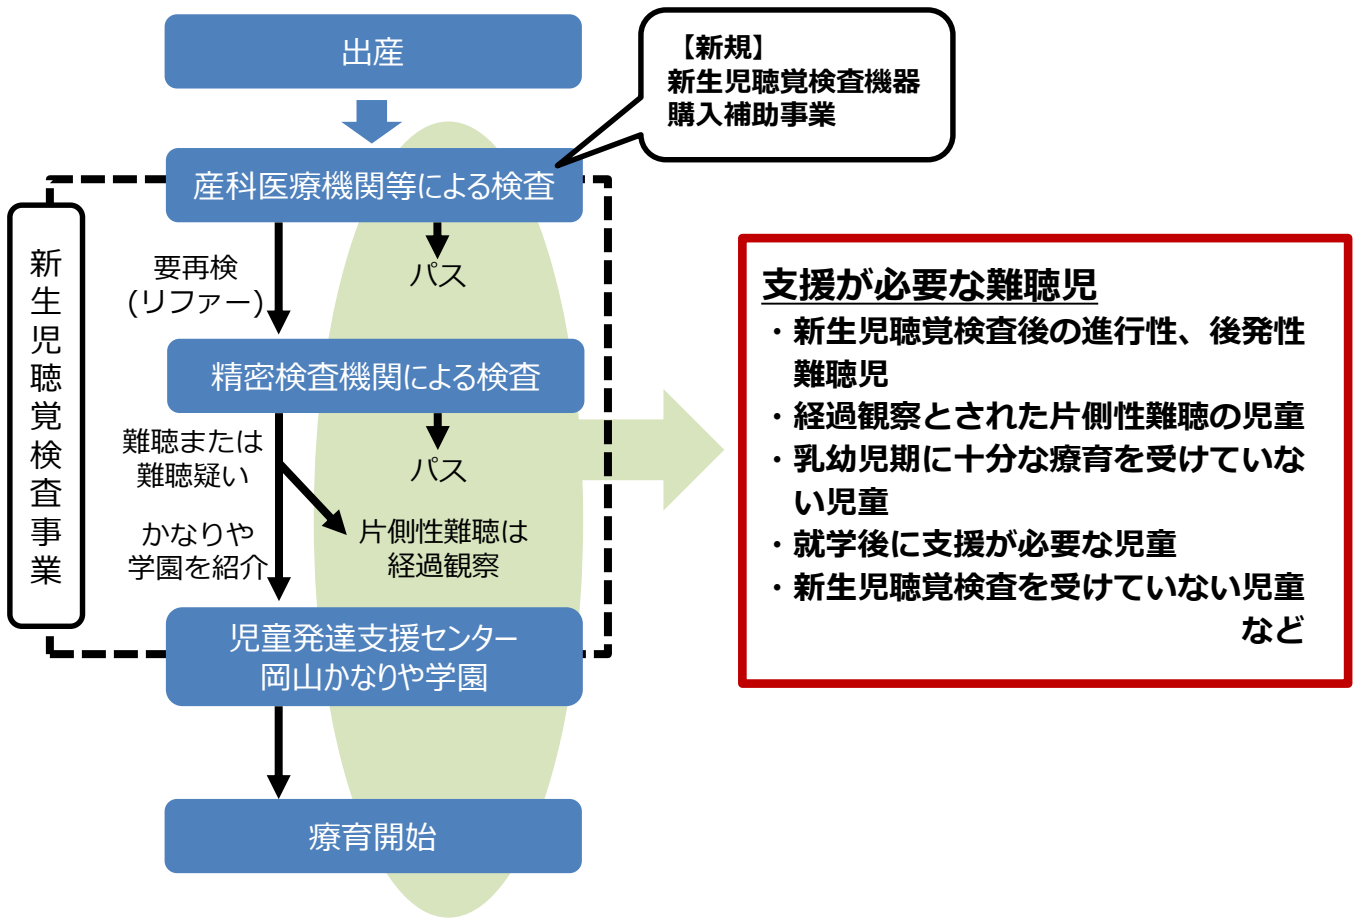 出産
【新規】
新生児聴覚検査機器
購入補助事業
産科医療機関等による検査
新生児聴覚検査事業
要再検
(リファー)
パス
精密検査機関による検査
難聴または
難聴疑い
パス
かなりや
学園を紹介
片側性難聴は
経過観察
児童発達支援センター
岡山かなりや学園
療育開始
支援が必要な難聴児
・新生児聴覚検査後の進行性、後発性
難聴児
・経過観察とされた片側性難聴の児童
・乳幼児期に十分な療育を受けていな
い児童
・就学後に支援が必要な児童
・新生児聴覚検査を受けていない児童
など